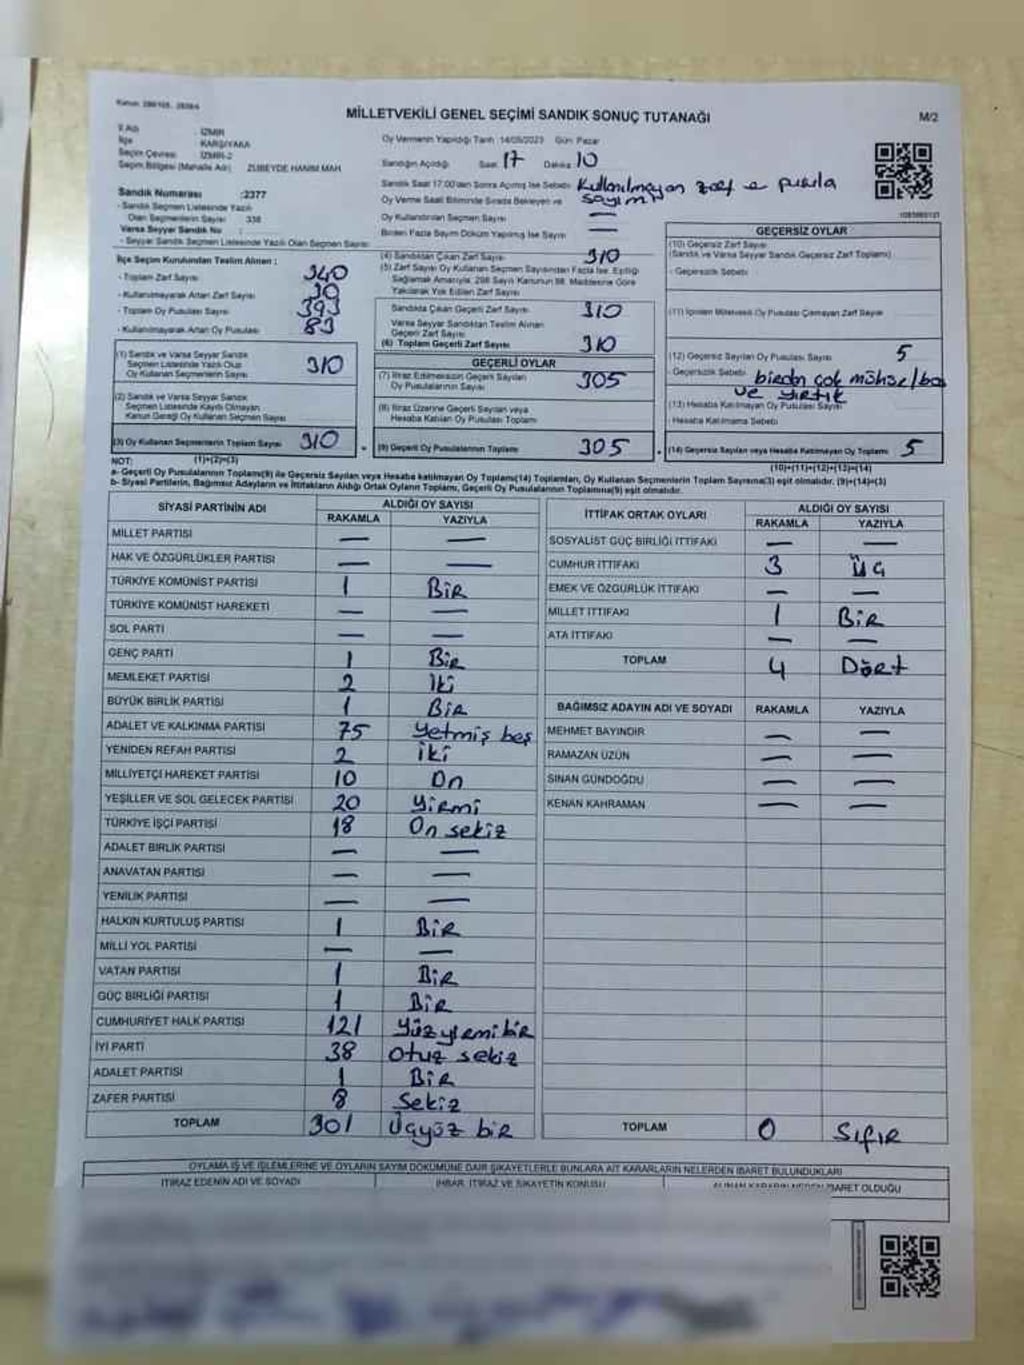 MİLLETVEKİLİ GENEL SEÇİMİ SANDIK SONUÇ TUTANAĞI
M/2
İli Adı : İZMİR
İlçe : KARŞIYAKA
Seçim Çevresi : İZMİR-2
Seçim Bölgesi (Mahalle Adı) : ZÜBEYDE HANIM MAH
Sandık Numarası :2377
- Sandık Seçmen Listesinde Yazılı
Olan Seçmenlerin Sayısı : 338
Varsa Seyyar Sandık No :
- Seyyar Sandık Seçmen Listesinde Yazılı Olan Seçmen Sayısı
Oy Vermenin Yapıldığı Tarih 14/05/2023 Gün Pazar
Sandığın Açıldığı Saat 17 Dakika 10
Sandık Saat 17.00'den Sonra Açılmış İse Sebebi Kullanılmayan zarf e pusula
Oy Verme Saati Bitiminde Sırada Bekleyen ve sayımı
Oy Kullandırılan Seçmen Sayısı —
Birden Fazla Sayım Döküm Yapılmış İse Sayısı —
İlçe Seçim Kurulundan Teslim Alınan :
- Toplam Zarf Sayısı 340
- Kullanılmayarak Artan Zarf Sayısı 30
- Toplam Oy Pusulası Sayısı 393
- Kullanılmayarak Artan Oy Pusulası 83
(1) Sandık ve Varsa Seyyar Sandık
Seçmen Listesinde Yazılı Olup
Oy Kullanan Seçmenlerin Sayısı 310
(2) Sandık ve Varsa Seyyar Sandık
Seçmen Listesinde Kayıtlı Olmayan
Kanun Gereği Oy Kullanan Seçmen Sayısı
(3) Oy Kullanan Seçmenlerin Toplam Sayısı 310
(1)+(2)=(3)
(4) Sandıktan Çıkan Zarf Sayısı 310
(5) Zarf Sayısı Oy Kullanan Seçmen Sayısından Fazla İse, Eşitliği
Sağlamak Amacıyla, 298 Sayılı Kanunun 98. Maddesine Göre
Yakılarak Yok Edilen Zarf Sayısı
Sandıkta Çıkan Geçerli Zarf Sayısı 310
Varsa Seyyar Sandıktan Teslim Alınan
Geçerli Zarf Sayısı
(6) Toplam Geçerli Zarf Sayısı 310
GEÇERLİ OYLAR
(7) İtiraz Edilmeksizin Geçerli Sayılan
Oy Pusulalarının Sayısı 305
(8) İtiraz Üzerine Geçerli Sayılan veya
Hesaba Katılan Oy Pusulaları Toplamı
(9) Geçerli Oy Pusulalarının Toplamı 305
GEÇERSİZ OYLAR
(10) Geçersiz Zarf Sayısı
(Sandık ve Varsa Seyyar Sandık Geçersiz Zarf Toplamı)
- Geçersizlik Sebebi
(11) İçinden Milletvekili Oy Pusulası Çıkmayan Zarf Sayısı
(12) Geçersiz Sayılan Oy Pusulası Sayısı 5
- Geçersizlik Sebebi birden çok mühse/bos
ve yırtık
(13) Hesaba Katılmayan Oy Pusulası Sayısı
- Hesaba Katılmama Sebebi
(14) Geçersiz Sayılan veya Hesaba Katılmayan Oy Toplamı 5
(10)+(11)+(12)+(13)=(14)
NOT:
a- Geçerli Oy Pusulalarının Toplamı(9) ile Geçersiz Sayılan veya Hesaba katılmayan Oy Toplamları(14) Toplamları, Oy Kullanan Seçmenlerin Toplam Sayısına(3) eşit olmalıdır. (9)+(14)=(3)
b- Siyasi Partilerin, Bağımsız Adayların ve İttifakların Aldığı Ortak Oyların Toplamı, Geçerli Oy Pusulalarının Toplamına(9) eşit olmalıdır.
SİYASİ PARTİNİN ADI ALDIĞI OY SAYISI
RAKAMLA YAZIYLA
MİLLET PARTİSİ — —
HAK VE ÖZGÜRLÜKLER PARTİSİ — —
TÜRKİYE KOMÜNİST PARTİSİ 1 Bir
TÜRKİYE KOMÜNİST HAREKETİ — —
SOL PARTİ — —
GENÇ PARTİ 1 Bir
MEMLEKET PARTİSİ 2 İki
BÜYÜK BİRLİK PARTİSİ 1 Bir
ADALET VE KALKINMA PARTİSİ 75 Yetmiş beş
YENİDEN REFAH PARTİSİ 2 İki
MİLLİYETÇİ HAREKET PARTİSİ 10 On
YEŞİLLER VE SOL GELECEK PARTİSİ 20 Yirmi
TÜRKİYE İŞÇİ PARTİSİ 18 On sekiz
ADALET BİRLİK PARTİSİ — —
ANAVATAN PARTİSİ — —
YENİLİK PARTİSİ — —
HALKIN KURTULUŞ PARTİSİ 1 Bir
MİLLİ YOL PARTİSİ — —
VATAN PARTİSİ 1 Bir
GÜÇ BİRLİĞİ PARTİSİ 1 Bir
CUMHURİYET HALK PARTİSİ 121 Yüzyirmibir
İYİ PARTİ 38 Otuz sekiz
ADALET PARTİSİ 1 Bir
ZAFER PARTİSİ 8 Sekiz
TOPLAM 301 Üçyüz bir
İTTİFAK ORTAK OYLARI ALDIĞI OY SAYISI
RAKAMLA YAZIYLA
SOSYALİST GÜÇ BİRLİĞİ İTTİFAKI — —
CUMHUR İTTİFAKI 3 Üç
EMEK VE ÖZGÜRLÜK İTTİFAKI — —
MİLLET İTTİFAKI 1 Bir
ATA İTTİFAKI — —
TOPLAM 4 Dört
BAĞIMSIZ ADAYIN ADI VE SOYADI RAKAMLA YAZIYLA
MEHMET BAYINDIR — —
RAMAZAN UZUN — —
SİNAN GÜNDOĞDU — —
KENAN KAHRAMAN — —
TOPLAM 0 Sıfır
OYLAMA İŞ VE İŞLEMLERİNE VE OYLARIN SAYIM DÖKÜMÜNE DAİR ŞİKAYETLERLE BUNLARA AİT KARARLARIN NELERDEN İBARET BULUNDUKLARI
İTİRAZ EDENİN ADI VE SOYADI İHBAR, İTİRAZ VE ŞİKAYETİN KONUSU ALINAN KARARIN NEDEN İBARET OLDUĞU